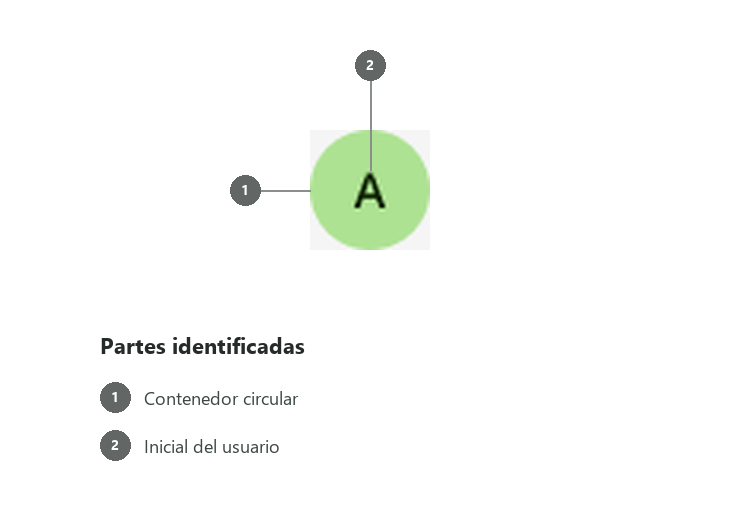 2
1
A
Partes identificadas
1 Contenedor circular
2 Inicial del usuario